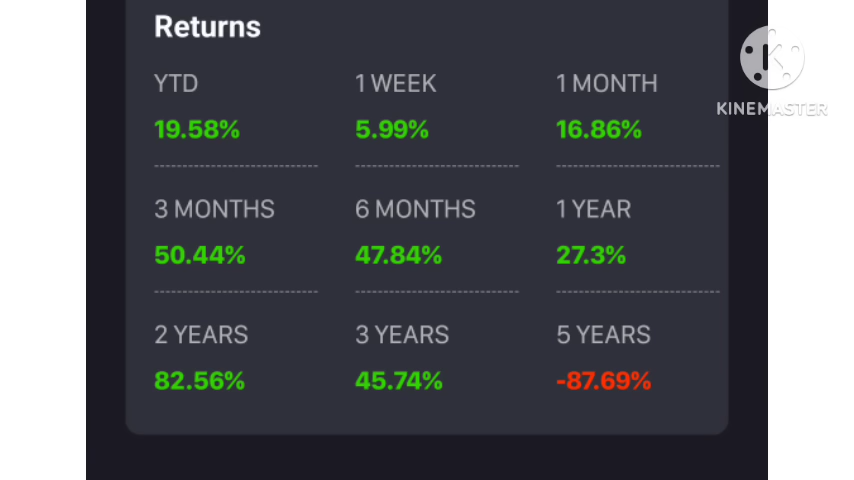 Returns
YTD 1 WEEK 1 MONTH
19.58% 5.99% 16.86%
3 MONTHS 6 MONTHS 1 YEAR
50.44% 47.84% 27.3%
2 YEARS 3 YEARS 5 YEARS
82.56% 45.74% -87.69%
KINEMASTER